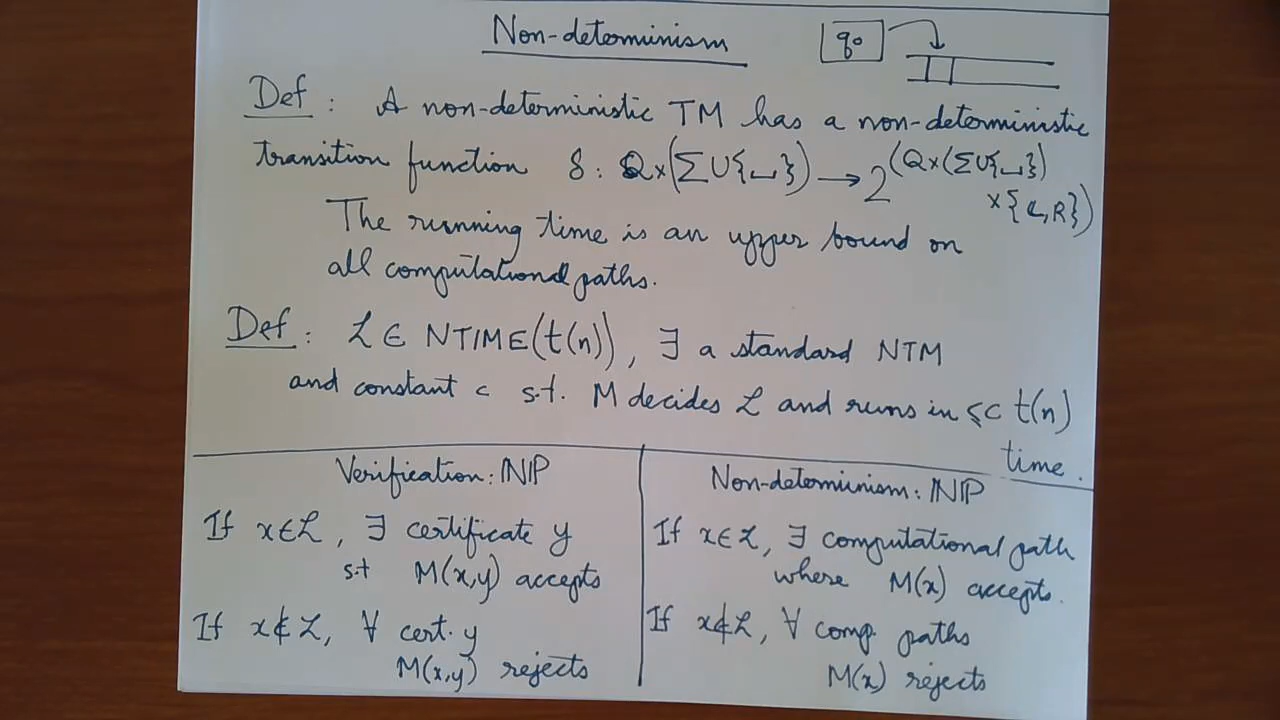 Non-determinism
q₀
Def : A non-deterministic TM has a non-deterministic
transition function δ : Q×(Σ∪{␣}) → 2^(Q×(Σ∪{␣})
×{L,R})
The running time is an upper bound on
all computational paths.
Def : L ∈ NTIME(t(n)), ∃ a standard NTM
and constant c s.t. M decides L and runs in ≤c t(n)
time.
Verification: NP
If x∈L, ∃ certificate y
s.t M(x,y) accepts
If x∉L, ∀ cert. y
M(x,y) rejects
Non-determinism: NP
If x∈L, ∃ computational path
where M(x) accepts.
If x∉L, ∀ comp. paths
M(x) rejects